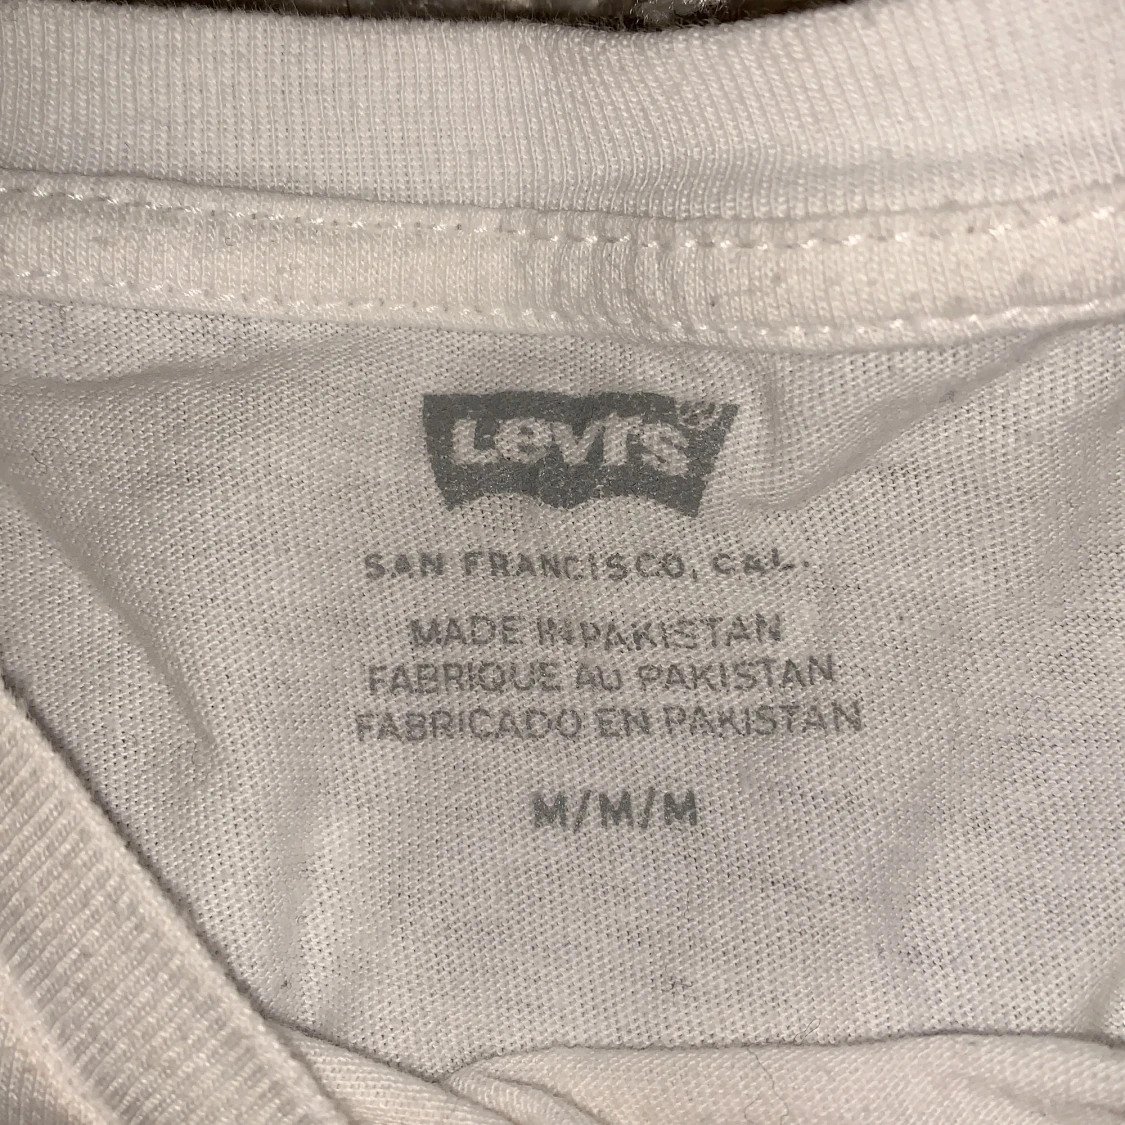 Levi's®
SAN FRANCISCO, CAL.
MADE IN PAKISTAN
FABRIQUE AU PAKISTAN
FABRICADO EN PAKISTAN
M/M/M